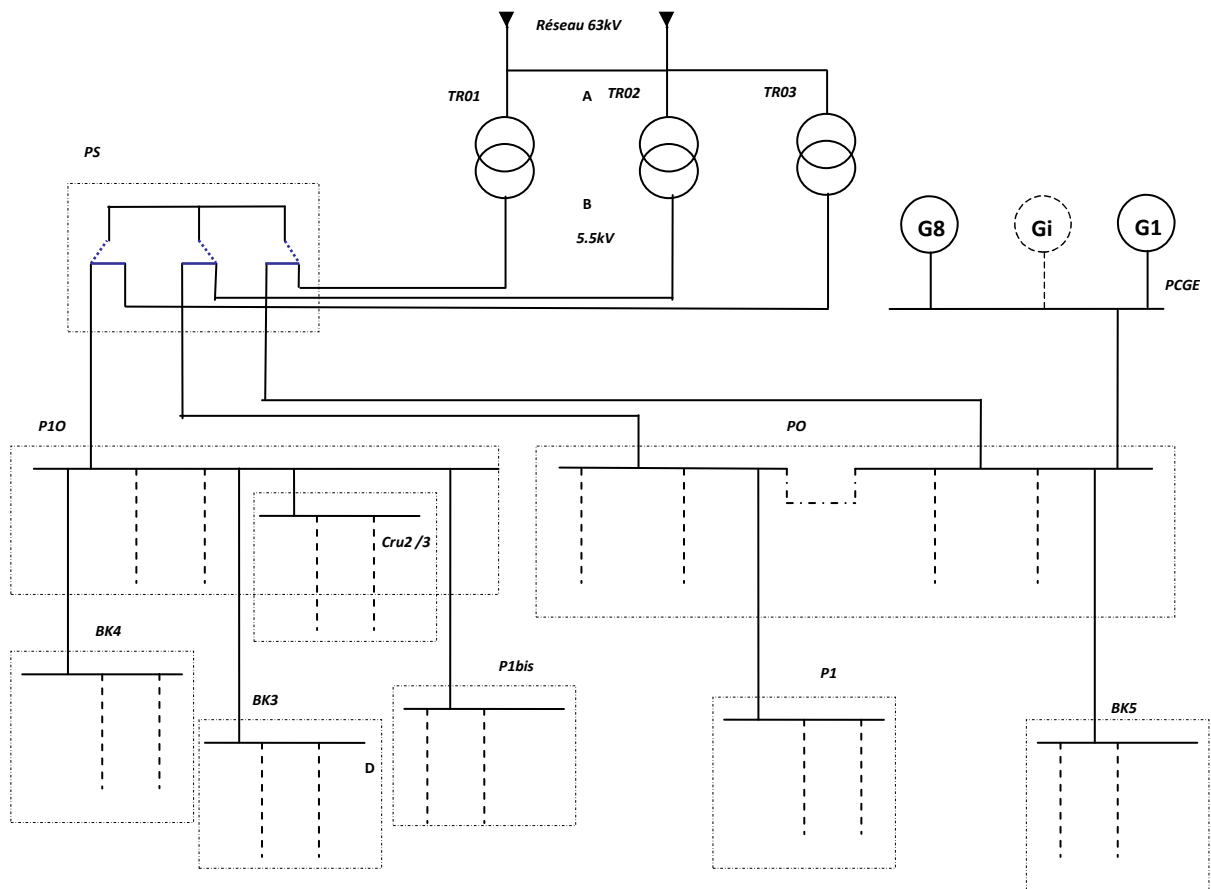 Réseau 63kV
TR01
A
TR02
TR03
PS
B
5.5kV
G8
Gi
G1
PCGE
P1O
PO
Cru2 /3
BK4
P1bis
P1
BK3
BK5
D